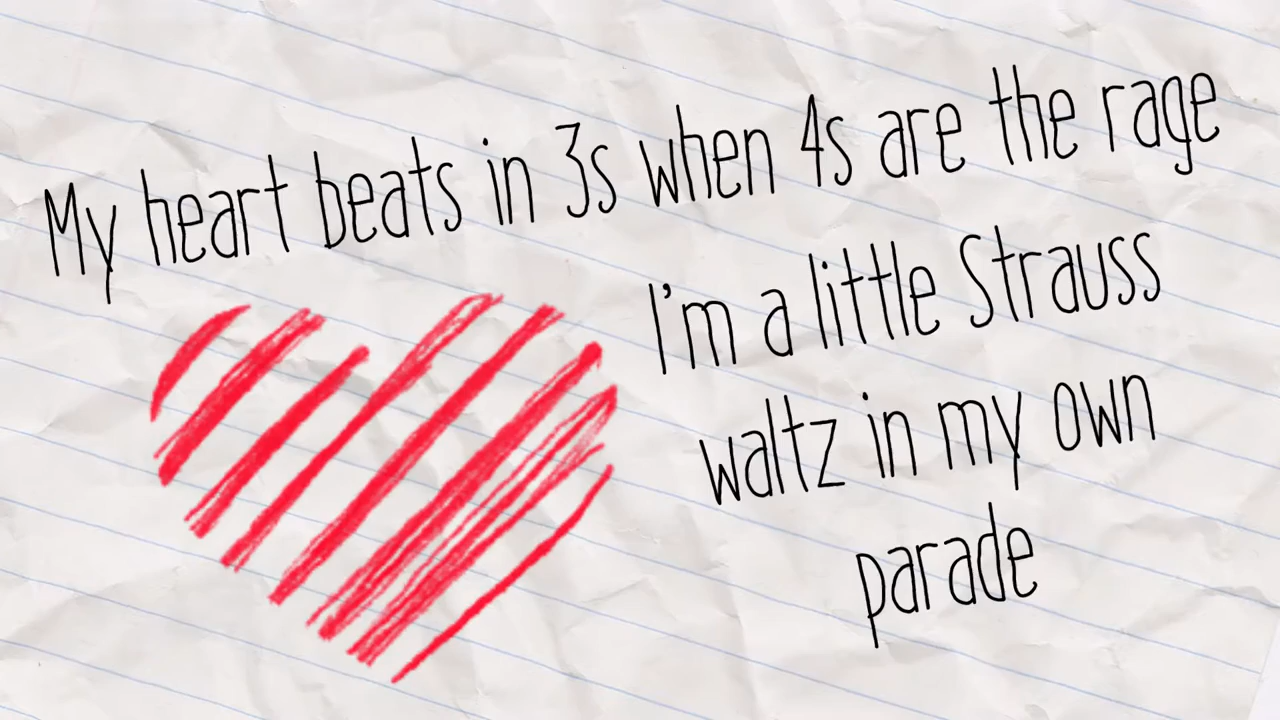 My heart beats in 3s when 4s are the rage
I'm a little Strauss
waltz in my own
parade